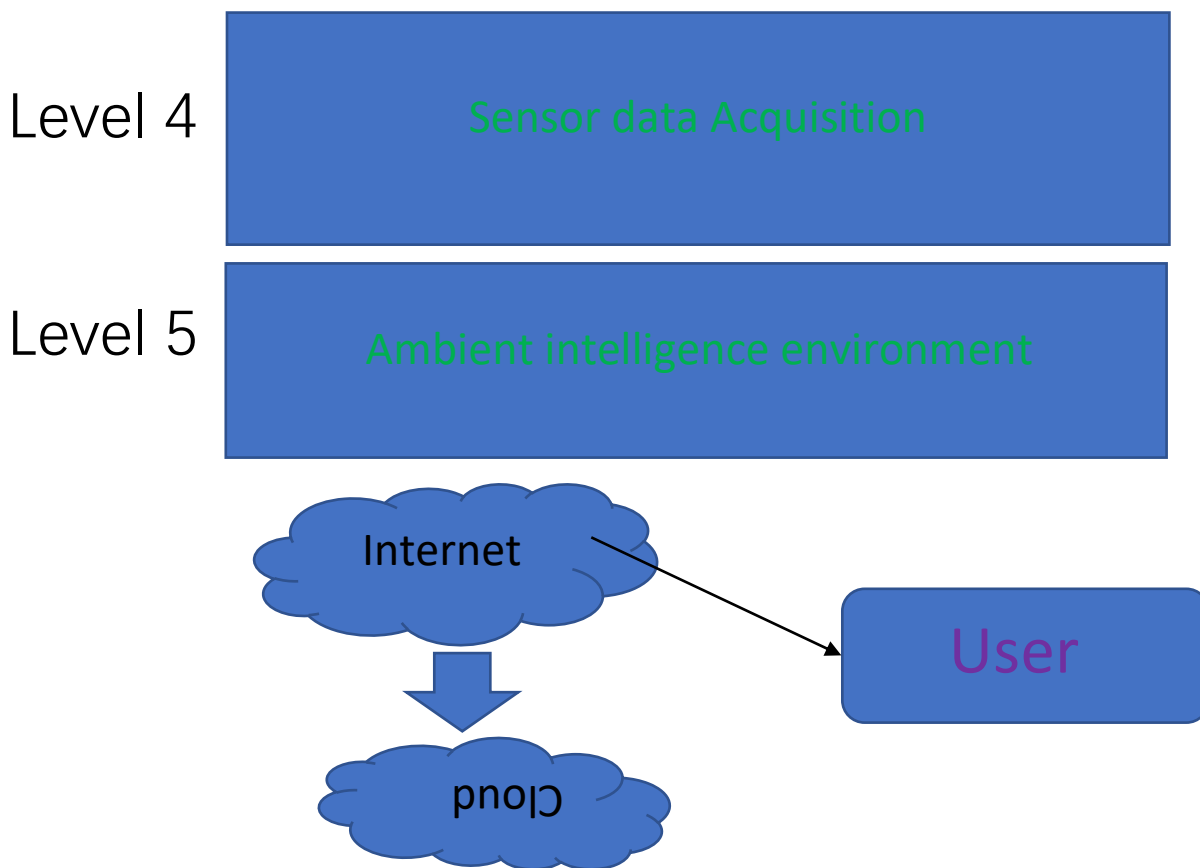 Level 4
Sensor data Acquisition
Level 5
Ambient intelligence environment
Internet
User
Cloud